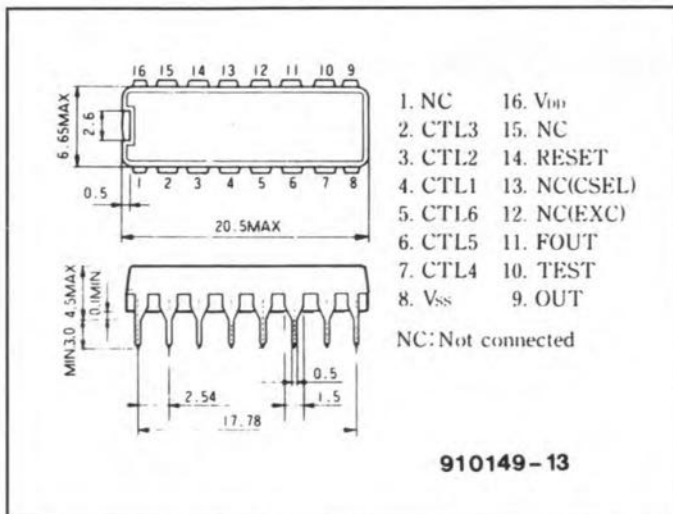 16 15 14 13 12 11 10 9
6.65MAX
2.6
1 2 3 4 5 6 7 8
0.5
20.5MAX
4.5MAX
0.1MIN
MIN3.0
0.5
2.54
1.5
17.78
1. NC 16. VDD
2. CTL3 15. NC
3. CTL2 14. RESET
4. CTL1 13. NC(CSEL)
5. CTL6 12. NC(EXC)
6. CTL5 11. FOUT
7. CTL4 10. TEST
8. Vss 9. OUT
NC: Not connected
910149-13